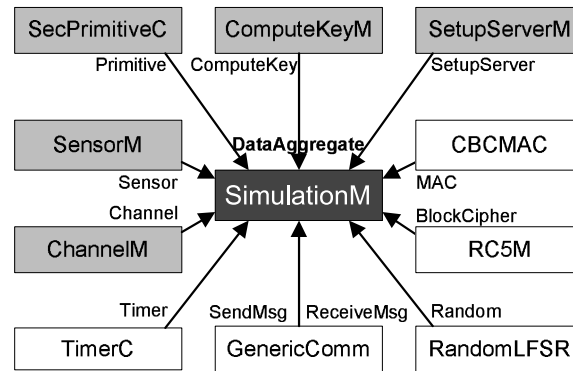 SecPrimitiveC ComputeKeyM SetupServerM
Primitive ComputeKey SetupServer
DataAggregate
SensorM CBCMAC
Sensor SimulationM MAC
Channel BlockCipher
ChannelM RC5M
Timer SendMsg ReceiveMsg Random
TimerC GenericComm RandomLFSR